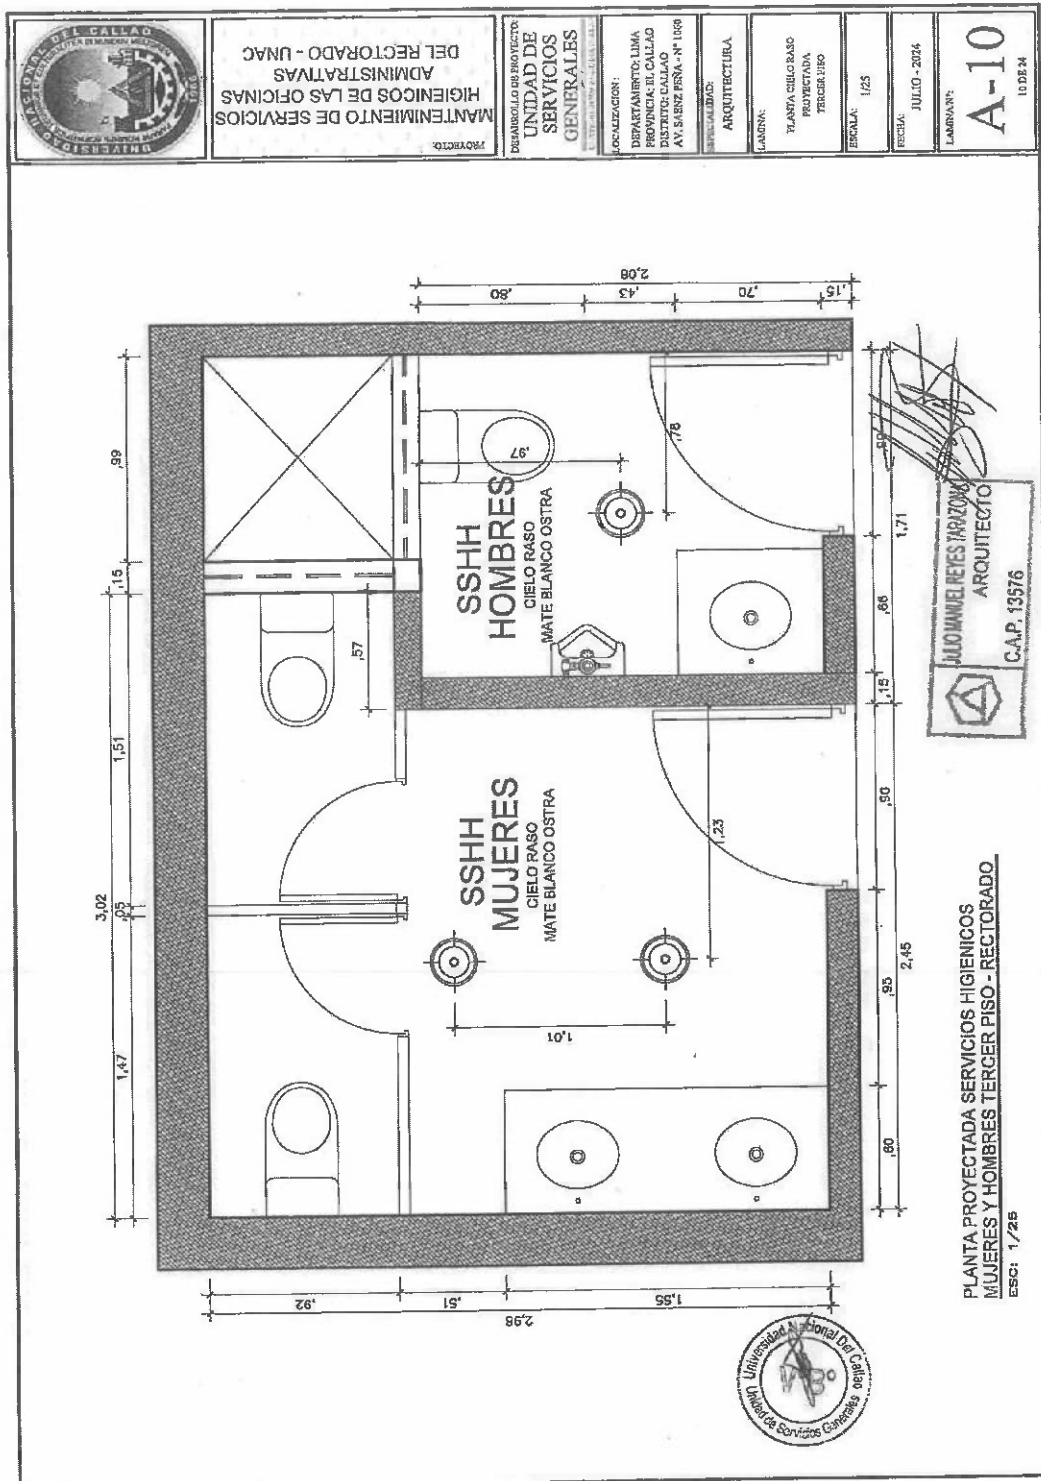 UNIVERSIDAD NACIONAL DEL CALLAO
PROYECTO:
MANTENIMIENTO DE SERVICIOS
HIGIENICOS DE LAS OFICINAS
ADMINISTRATIVAS
DEL RECTORADO - UNAC
DESARROLLO DE PROYECTO:
UNIDAD DE
SERVICIOS
GENERALES
LOCALIZACION:
DEPARTAMENTO: LIMA
PROVINCIA: EL CALLAO
DISTRITO: CALLAO
AV. SAENZ PEÑA - N° 1060
ESPECIALIDAD:
ARQUITECTURA
LAMINA:
PLANTA CIELO RASO
PROYECTADA
TERCER PISO
ESCALA:
1/25
FECHA:
JULIO - 2024
LAMINA N°:
A-10
10 DE 24
3,02
1,47
,05
1,51
,15
,99
2,08
,80
,43
,70
,15
SSHH
HOMBRES
CIELO RASO
MATE BLANCO OSTRA
,97
,78
,57
SSHH
MUJERES
CIELO RASO
MATE BLANCO OSTRA
1,01
1,23
2,98
,92
,51
1,55
,60
,95
,90
,15
,66
2,45
1,71
JULIO MANUEL REYES TARAZONA
ARQUITECTO
C.A.P. 13576
Universidad Nacional Del Callao
Unidad de Servicios Generales
V°B°
PLANTA PROYECTADA SERVICIOS HIGIENICOS
MUJERES Y HOMBRES TERCER PISO - RECTORADO
ESC: 1/25